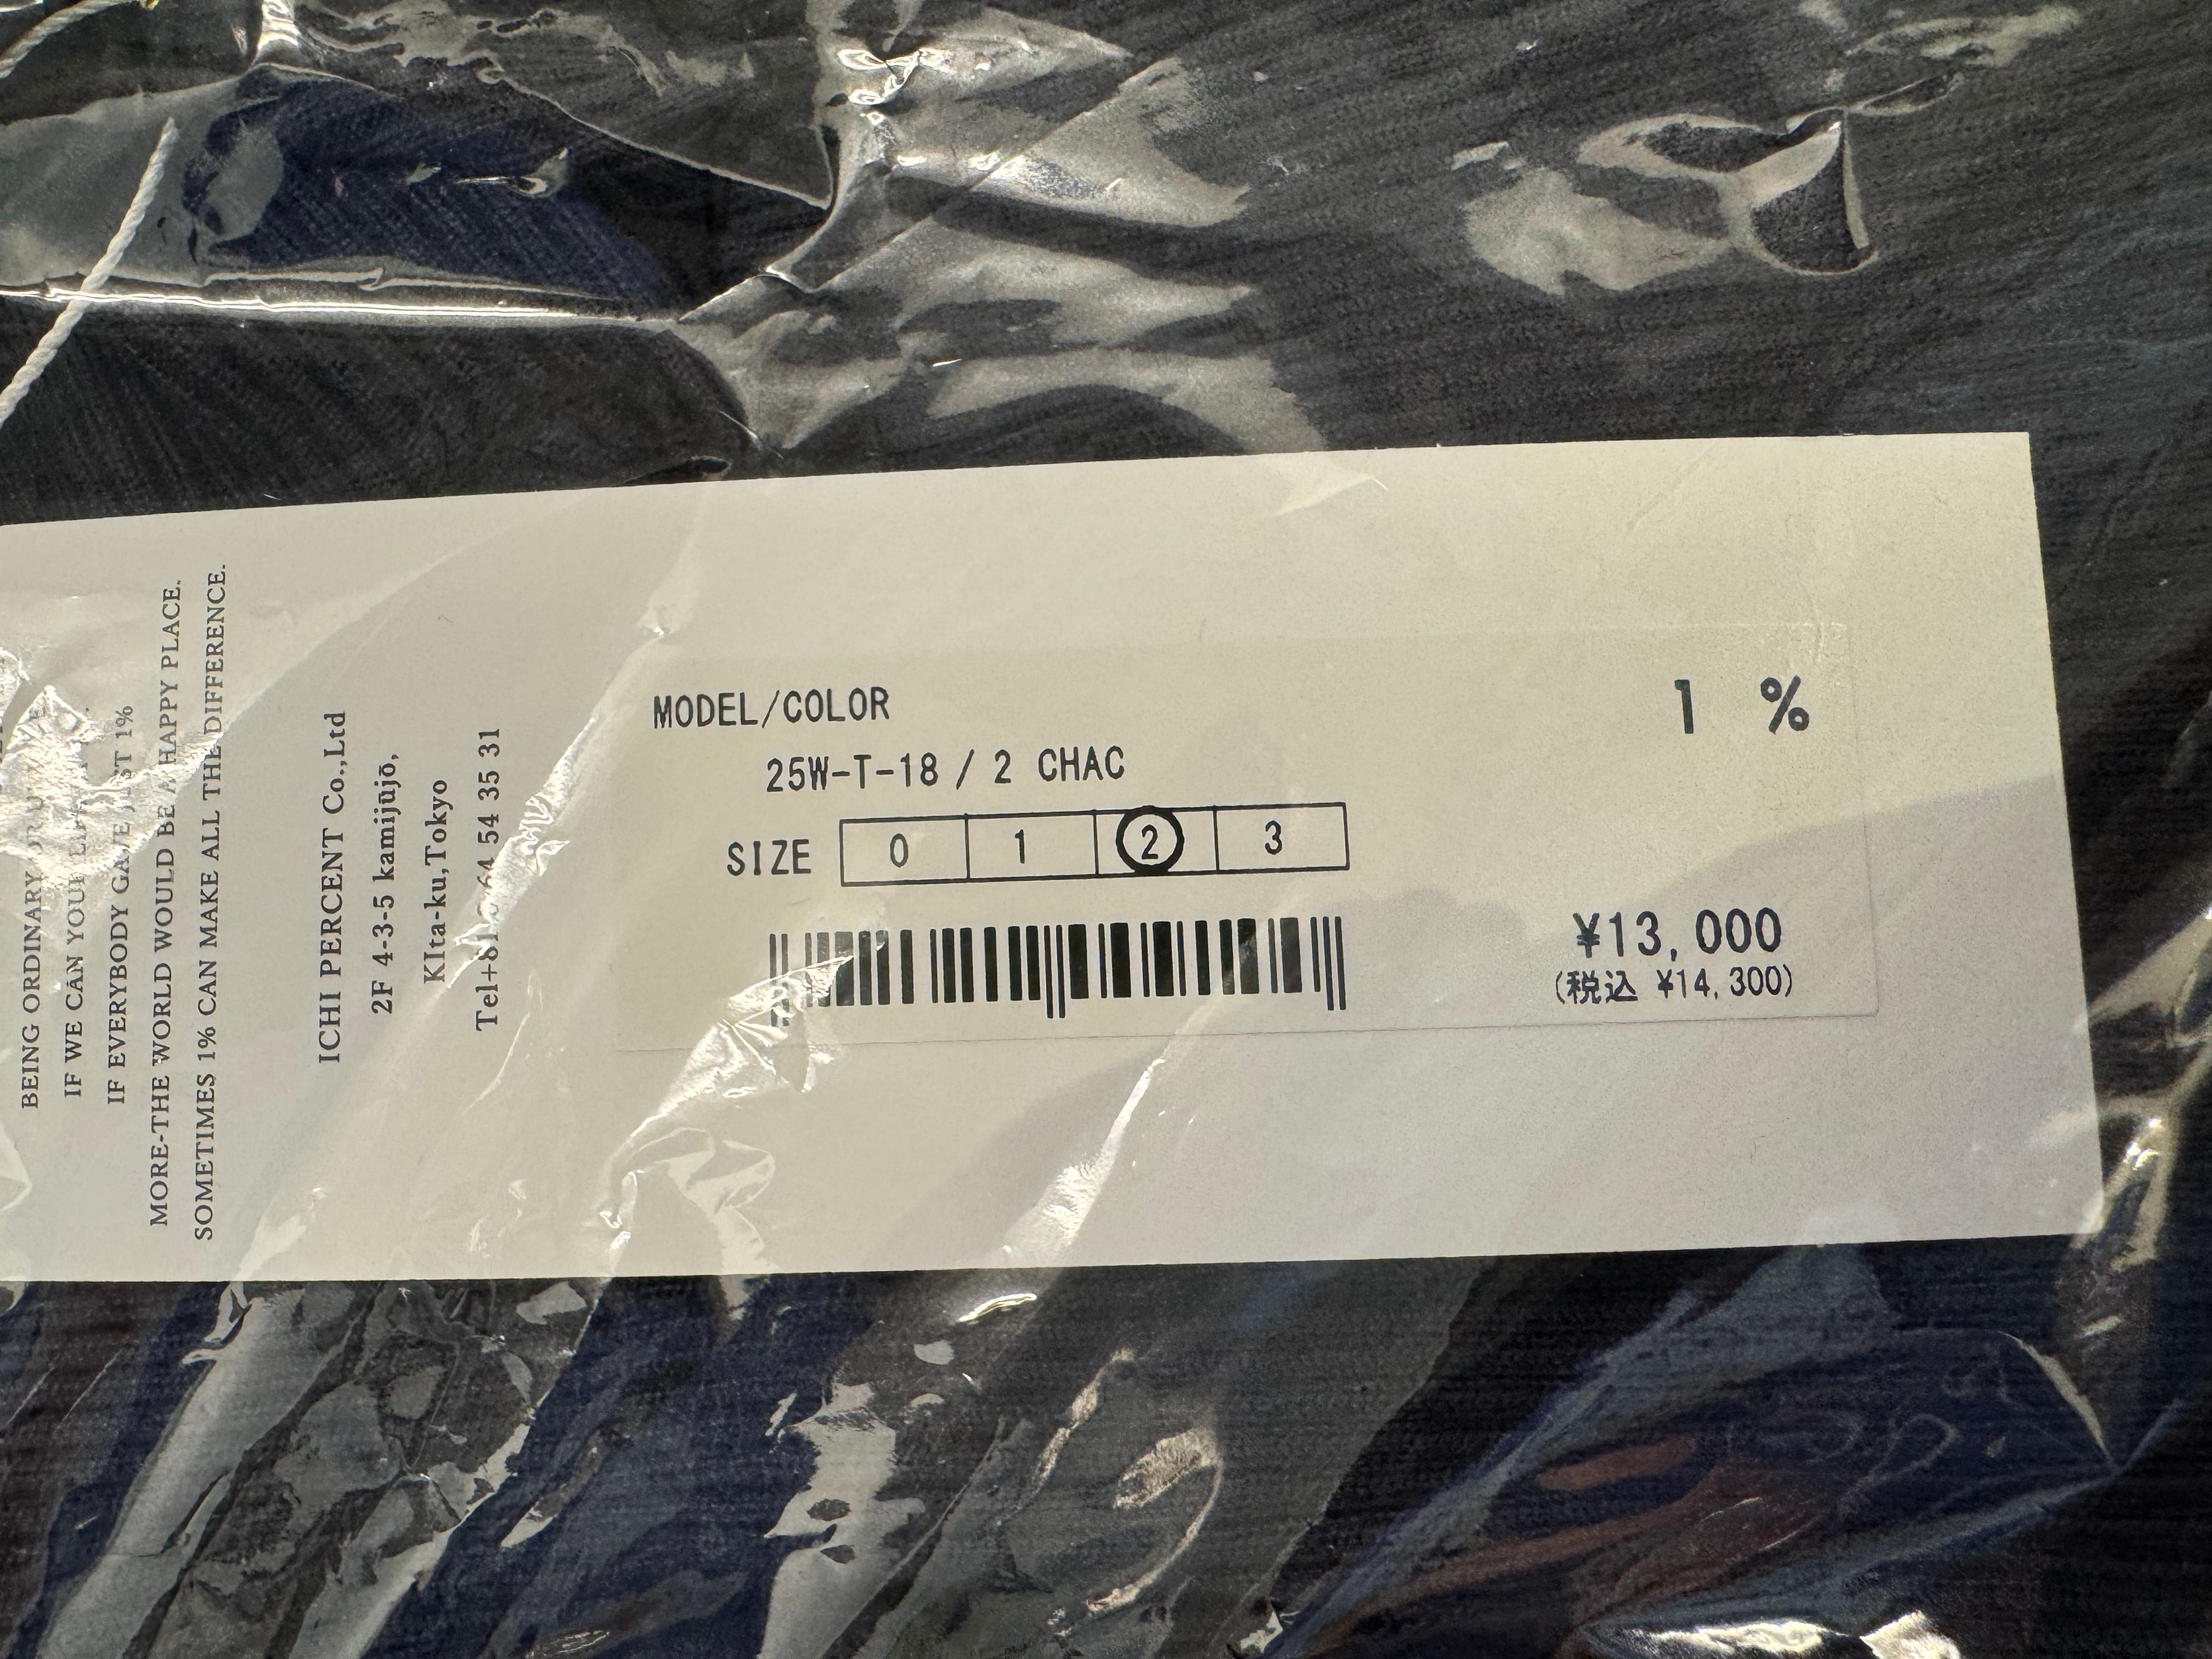 BEING ORDINARY
IF WE CAN YOUR
IF EVERYBODY GAVE JUST 1%
MORE-THE WORLD WOULD BE A HAPPY PLACE.
SOMETIMES 1% CAN MAKE ALL THE DIFFERENCE.
ICHI PERCENT Co.,Ltd
2F 4-3-5 kamijūjō,
KIta-ku,Tokyo
64 54 35 31
1 %
MODEL/COLOR
25W-T-18 / 2 CHAC
SIZE 0 1 2 3
¥13,000
(税込 ¥14,300)